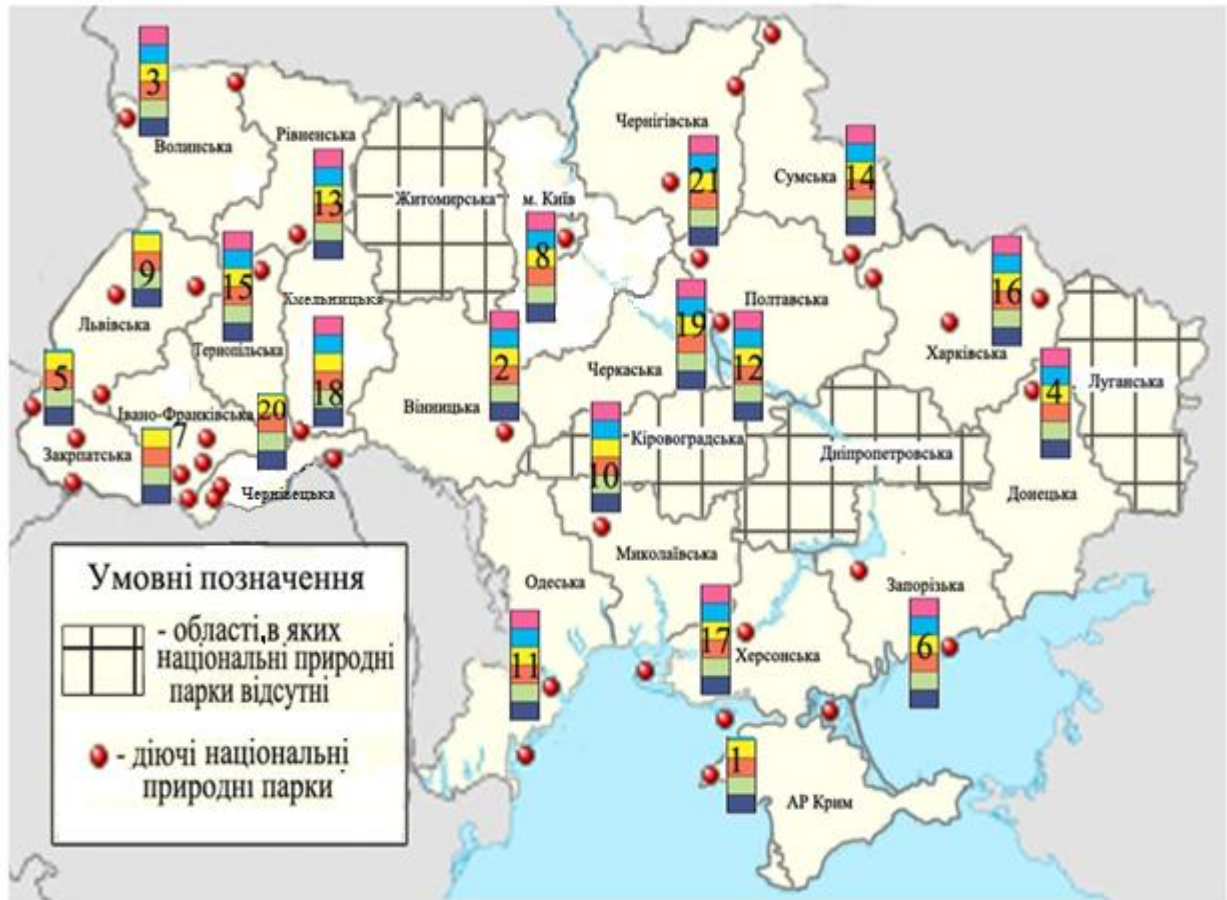 3
Волинська
Рівненська
13
Житомирська
м. Київ
8
Чернігівська
21
Сумська
14
9
Львівська
15
Тернопільська
Хмельницька
18
19
Полтавська
12
Черкаська
16
Харківська
Луганська
4
Донецька
5
Закрпатська
Івано-Франківська
7
20
Чернівецька
Вінницька
2
Кіровоградська
10
Дніпропетровська
Миколаївська
Одеська
11
17
Херсонська
Запорізька
6
1
АР Крим
Умовні позначення
- області,в яких
національні природні
парки відсутні
- діючі національні
природні парки